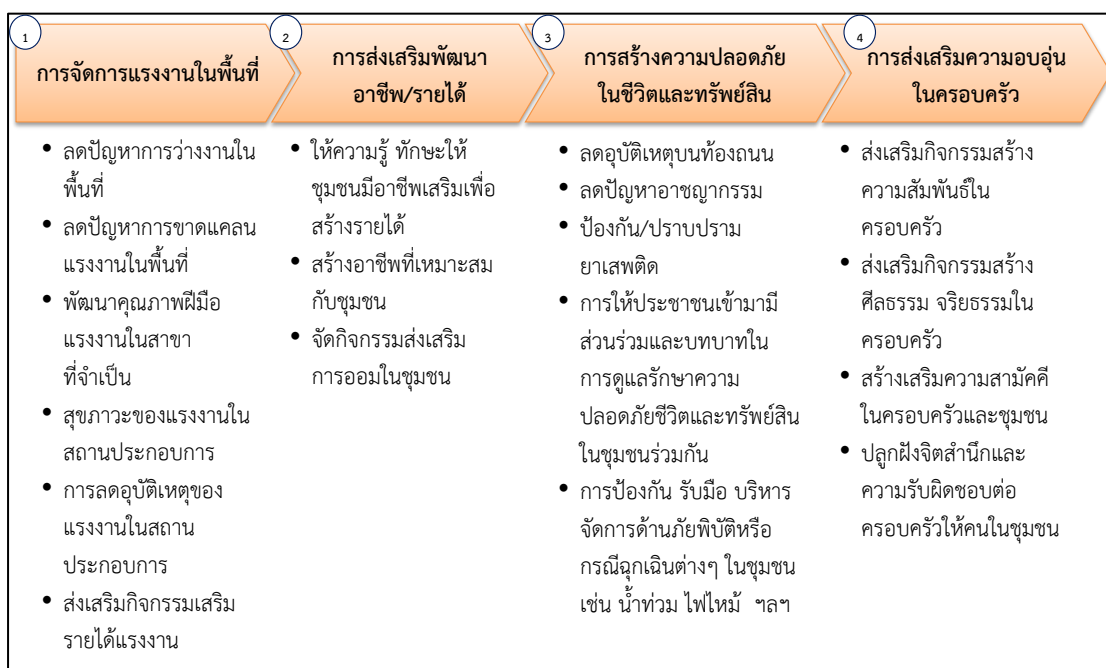 1
การจัดการแรงงานในพื้นที่
• ลดปัญหาการว่างงานใน
พื้นที่
• ลดปัญหาการขาดแคลน
แรงงานในพื้นที่
• พัฒนาคุณภาพฝีมือ
แรงงานในสาขา
ที่จำเป็น
• สุขภาวะของแรงงานใน
สถานประกอบการ
• การลดอุบัติเหตุของ
แรงงานในสถาน
ประกอบการ
• ส่งเสริมกิจกรรมเสริม
รายได้แรงงาน
2
การส่งเสริมพัฒนา
อาชีพ/รายได้
• ให้ความรู้ ทักษะให้
ชุมชนมีอาชีพเสริมเพื่อ
สร้างรายได้
• สร้างอาชีพที่เหมาะสม
กับชุมชน
• จัดกิจกรรมส่งเสริม
การออมในชุมชน
3
การสร้างความปลอดภัย
ในชีวิตและทรัพย์สิน
• ลดอุบัติเหตุบนท้องถนน
• ลดปัญหาอาชญากรรม
• ป้องกัน/ปราบปราม
ยาเสพติด
• การให้ประชาชนเข้ามามี
ส่วนร่วมและบทบาทใน
การดูแลรักษาความ
ปลอดภัยชีวิตและทรัพย์สิน
ในชุมชนร่วมกัน
• การป้องกัน รับมือ บริหาร
จัดการด้านภัยพิบัติหรือ
กรณีฉุกเฉินต่างๆ ในชุมชน
เช่น น้ำท่วม ไฟไหม้ ฯลฯ
4
การส่งเสริมความอบอุ่น
ในครอบครัว
• ส่งเสริมกิจกรรมสร้าง
ความสัมพันธ์ใน
ครอบครัว
• ส่งเสริมกิจกรรมสร้าง
ศีลธรรม จริยธรรมใน
ครอบครัว
• สร้างเสริมความสามัคคี
ในครอบครัวและชุมชน
• ปลูกฝังจิตสำนึกและ
ความรับผิดชอบต่อ
ครอบครัวให้คนในชุมชน